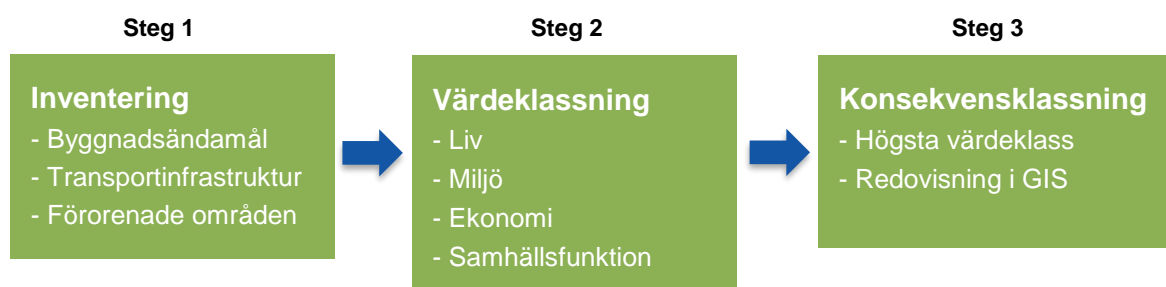 Steg 1
Inventering
- Byggnadsändamål
- Transportinfrastruktur
- Förorenade områden
Steg 2
Värdeklassning
- Liv
- Miljö
- Ekonomi
- Samhällsfunktion
Steg 3
Konsekvensklassning
- Högsta värdeklass
- Redovisning i GIS